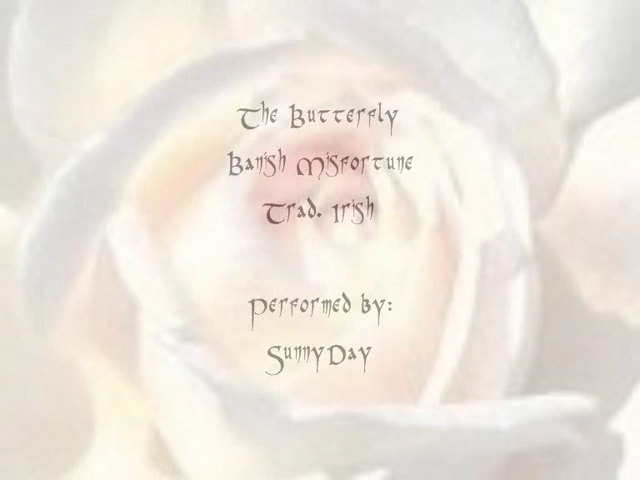 The Butterfly
Banish Misfortune
Trad. Irish
Performed by:
SunnyDay